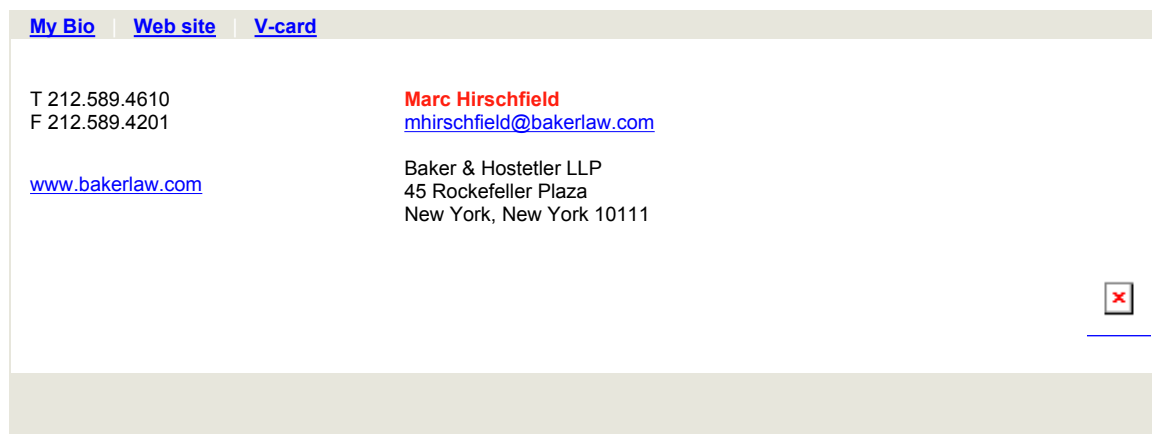 My Bio | Web site | V-card
T 212.589.4610
F 212.589.4201
www.bakerlaw.com
Marc Hirschfield
mhirschfield@bakerlaw.com
Baker & Hostetler LLP
45 Rockefeller Plaza
New York, New York 10111